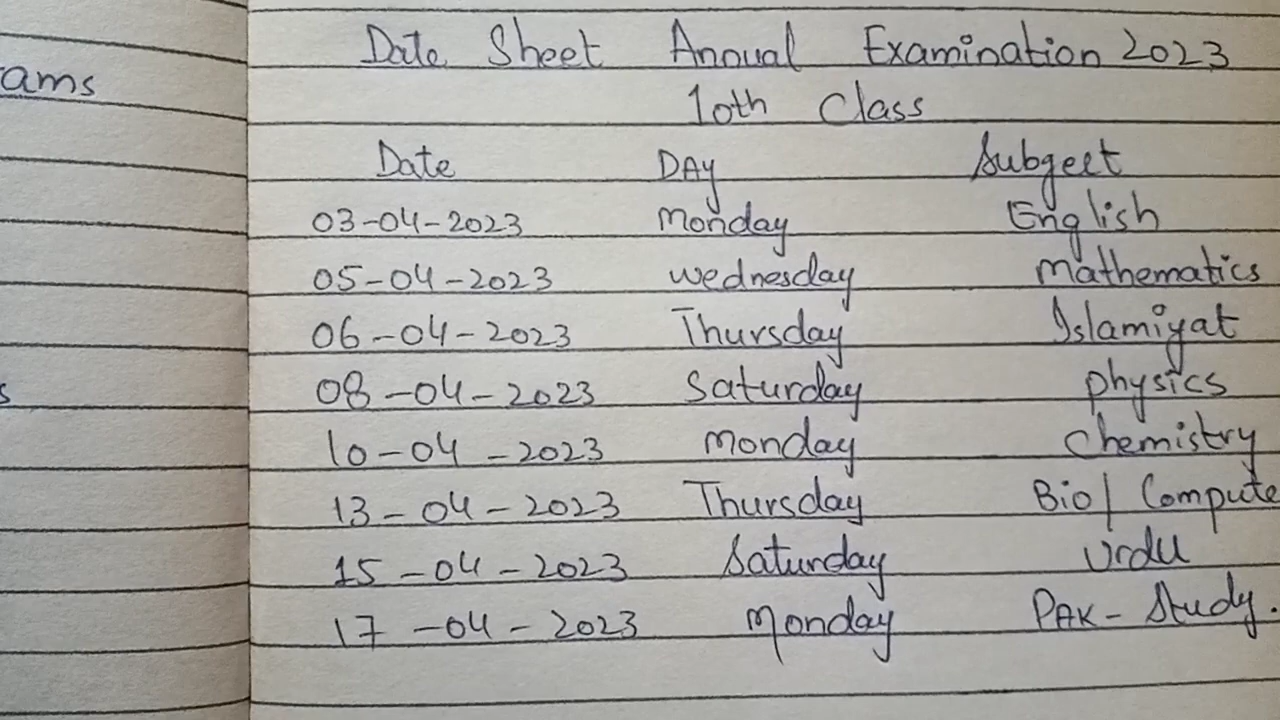 ams
s
Date Sheet Annual Examination 2023
10th Class
Date DAY Subgect
03-04-2023 Monday English
05-04-2023 Wednesday Mathematics
06-04-2023 Thursday Islamiyat
08-04-2023 Saturday physics
10-04-2023 Monday Chemistry
13-04-2023 Thursday Bio/ Compute
15-04-2023 Saturday Urdu
17-04-2023 Monday PAK-Study.